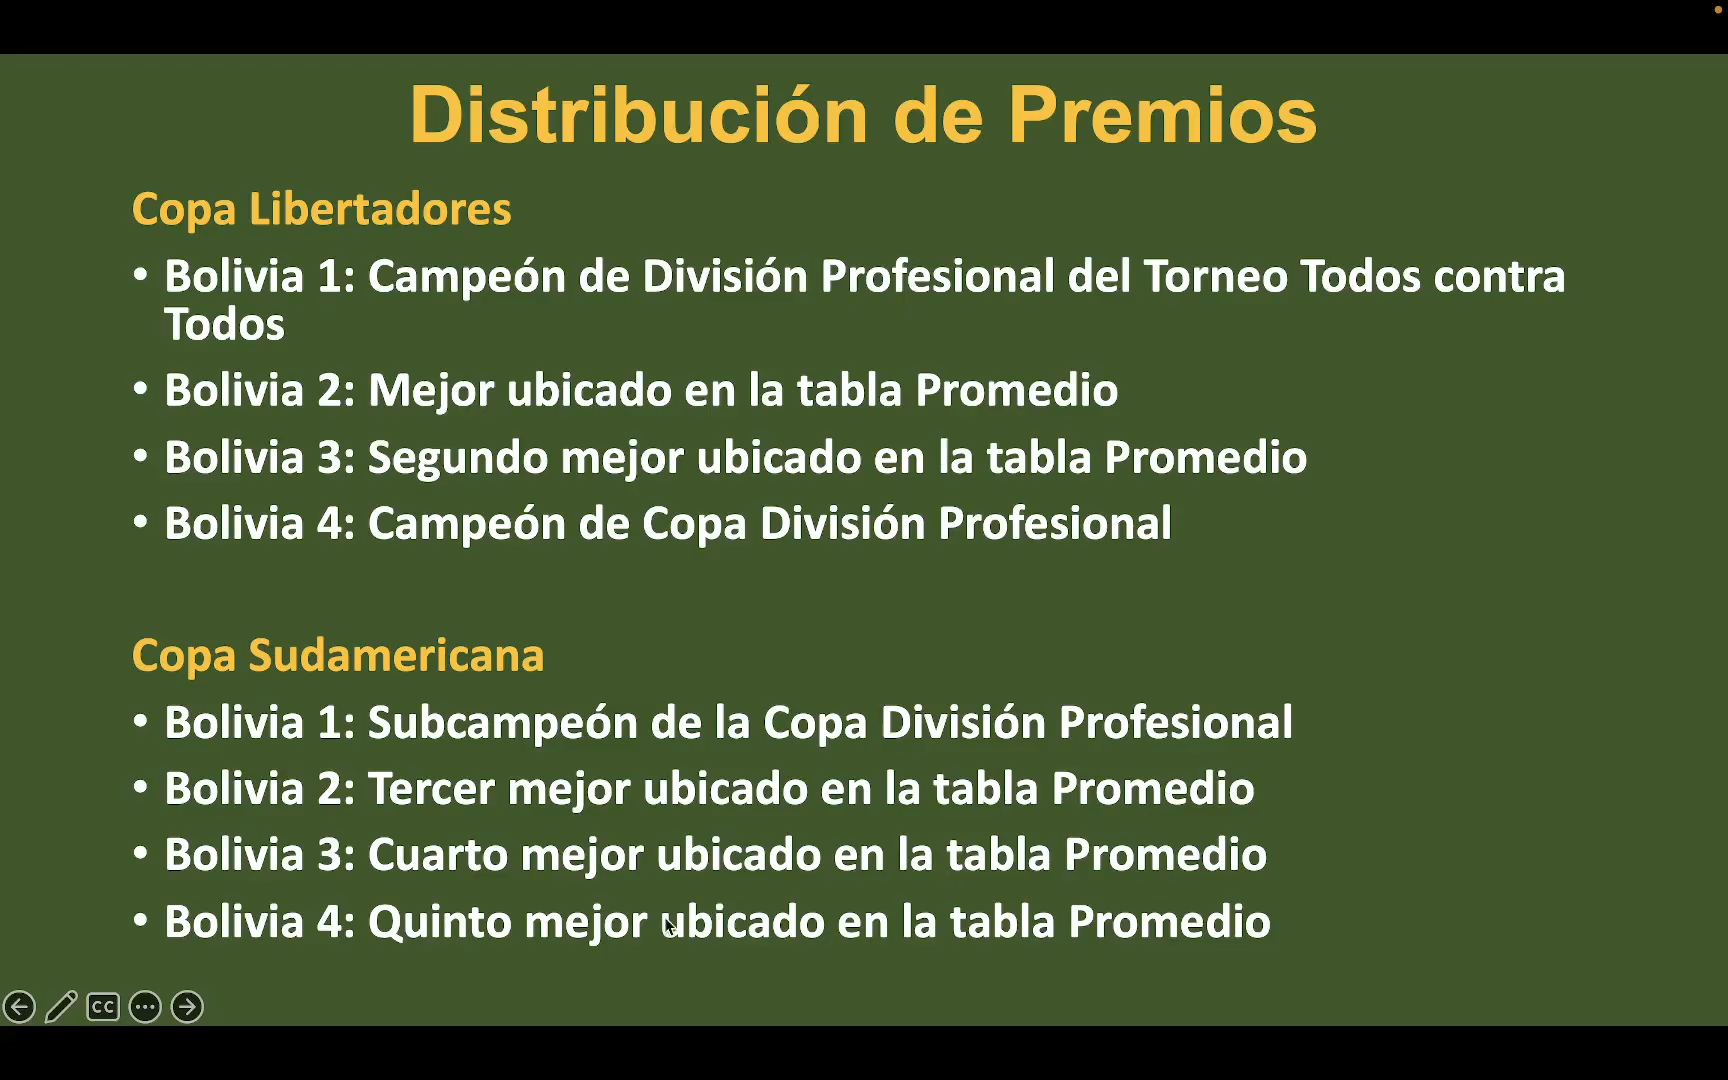 Distribución de Premios
Copa Libertadores
• Bolivia 1: Campeón de División Profesional del Torneo Todos contra
Todos
• Bolivia 2: Mejor ubicado en la tabla Promedio
• Bolivia 3: Segundo mejor ubicado en la tabla Promedio
• Bolivia 4: Campeón de Copa División Profesional
Copa Sudamericana
• Bolivia 1: Subcampeón de la Copa División Profesional
• Bolivia 2: Tercer mejor ubicado en la tabla Promedio
• Bolivia 3: Cuarto mejor ubicado en la tabla Promedio
• Bolivia 4: Quinto mejor ubicado en la tabla Promedio
CC